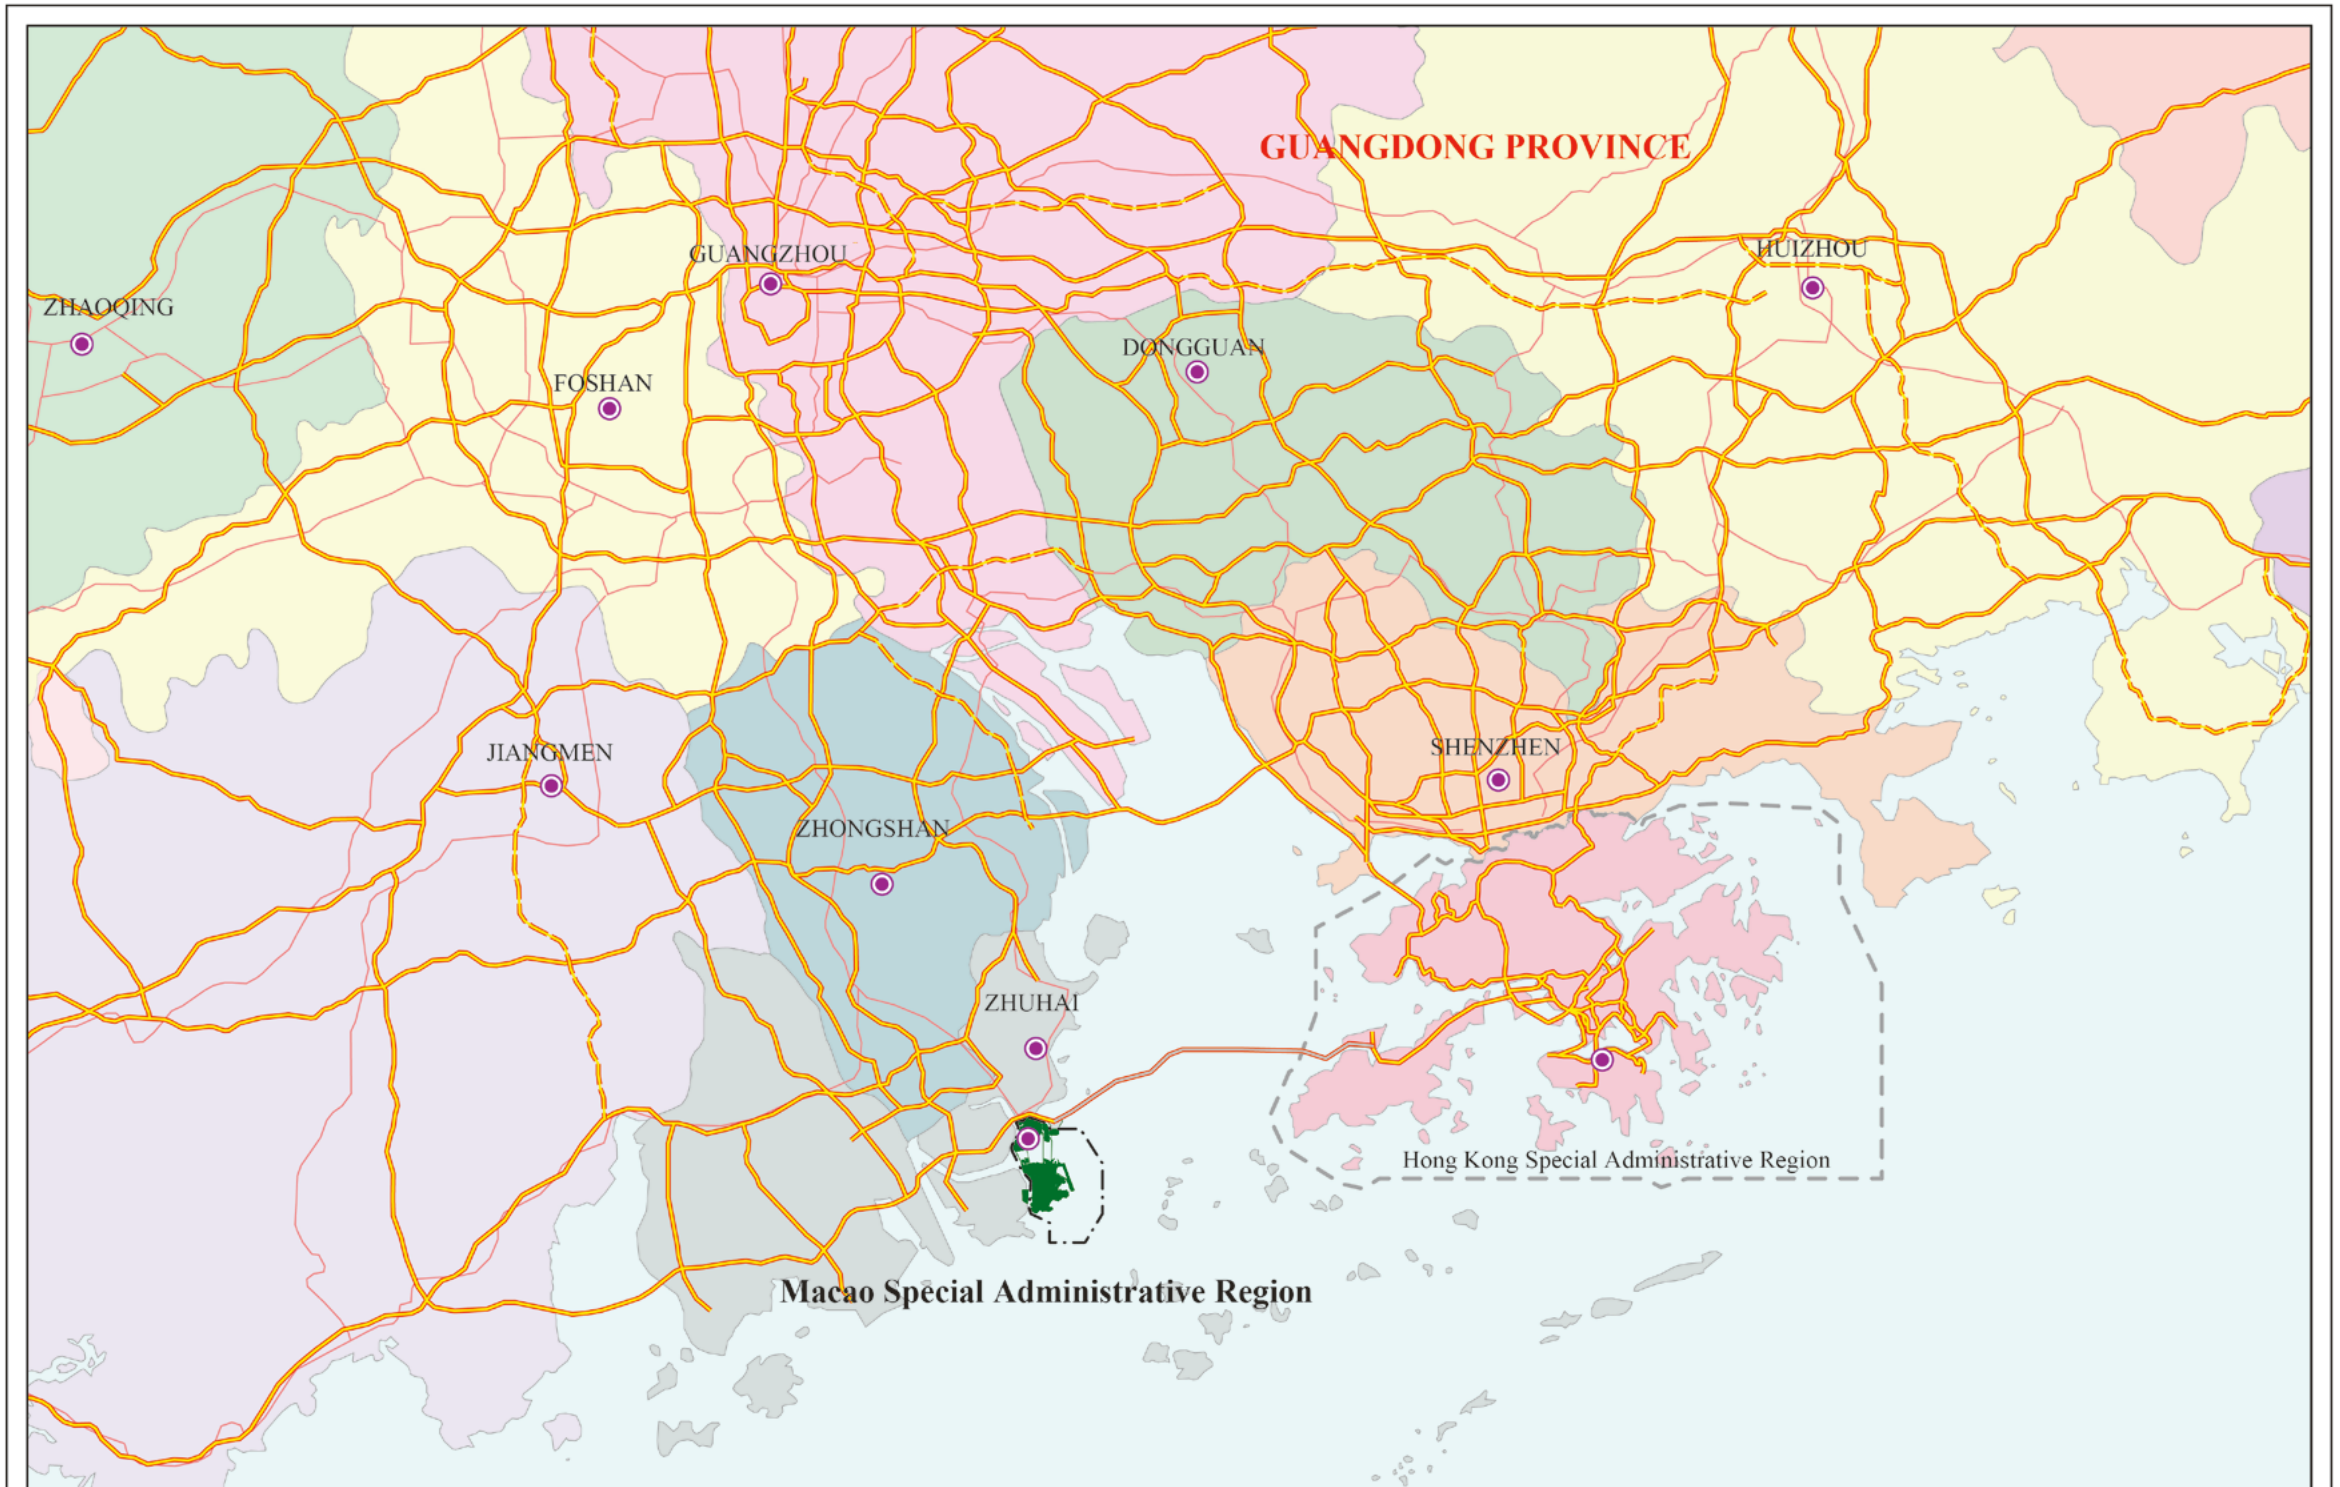 GUANGDONG PROVINCE
HUIZHOU
GUANGZHOU
ZHAOQING
DONGGUAN
FOSHAN
SHENZHEN
JIANGMEN
ZHONGSHAN
ZHUHAI
Hong Kong Special Administrative Region
Macao Special Administrative Region